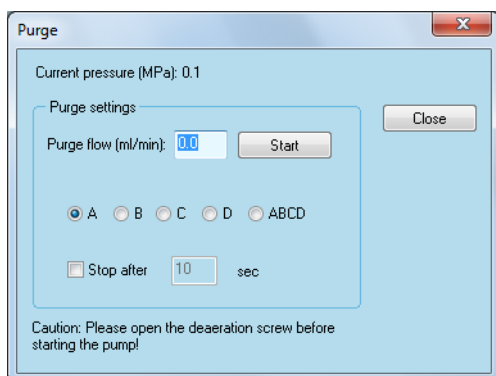 Purge
Current pressure (MPa): 0.1
Purge settings
Close
Purge flow (ml/min): 0.0 Start
A B C D ABCD
Stop after 10 sec
Caution: Please open the deaeration screw before
starting the pump!